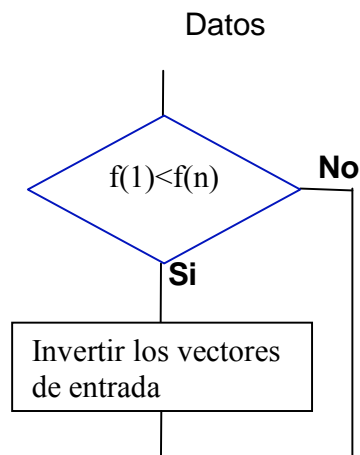 Datos
f(1)<f(n)
No
Si
Invertir los vectores
de entrada